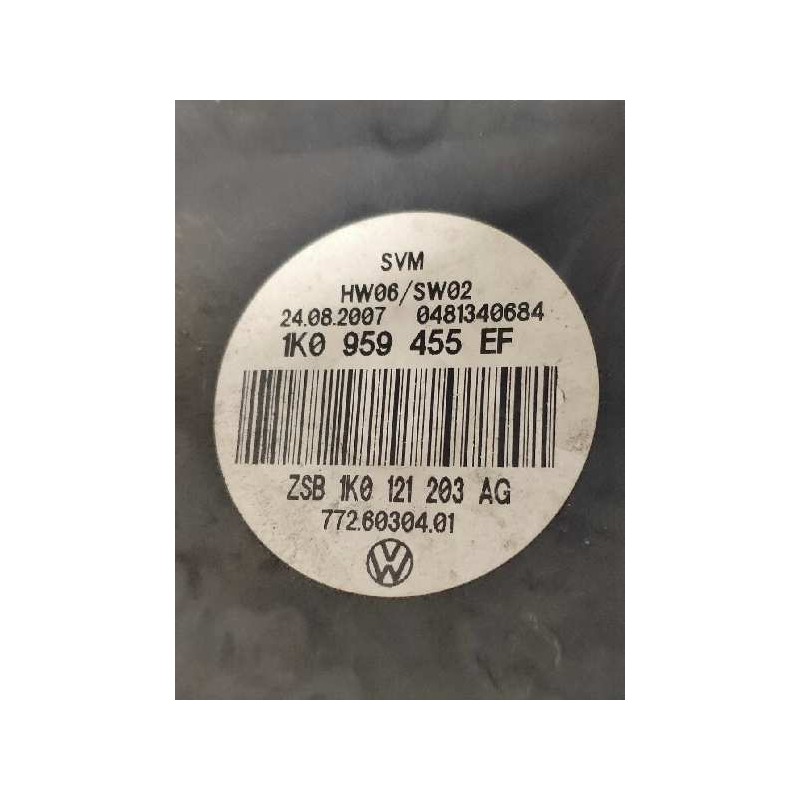 SVM
HW06/SW02
24.08.2007 0481340684
1K0 959 455 EF
ZSB 1K0 121 203 AG
772.60304.01